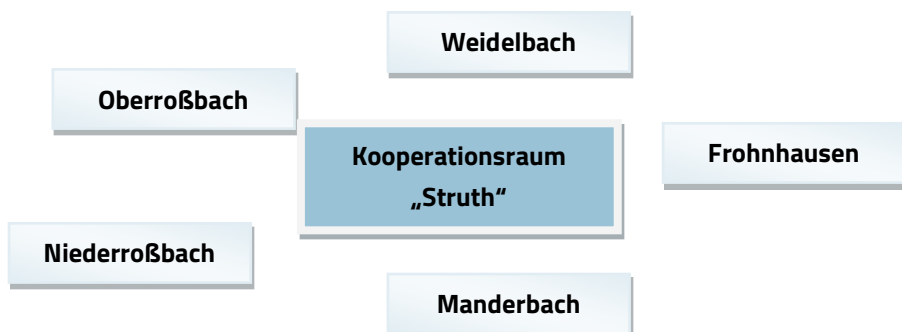 Weidelbach
Oberroßbach
Kooperationsraum
„Struth“
Frohnhausen
Niederroßbach
Manderbach